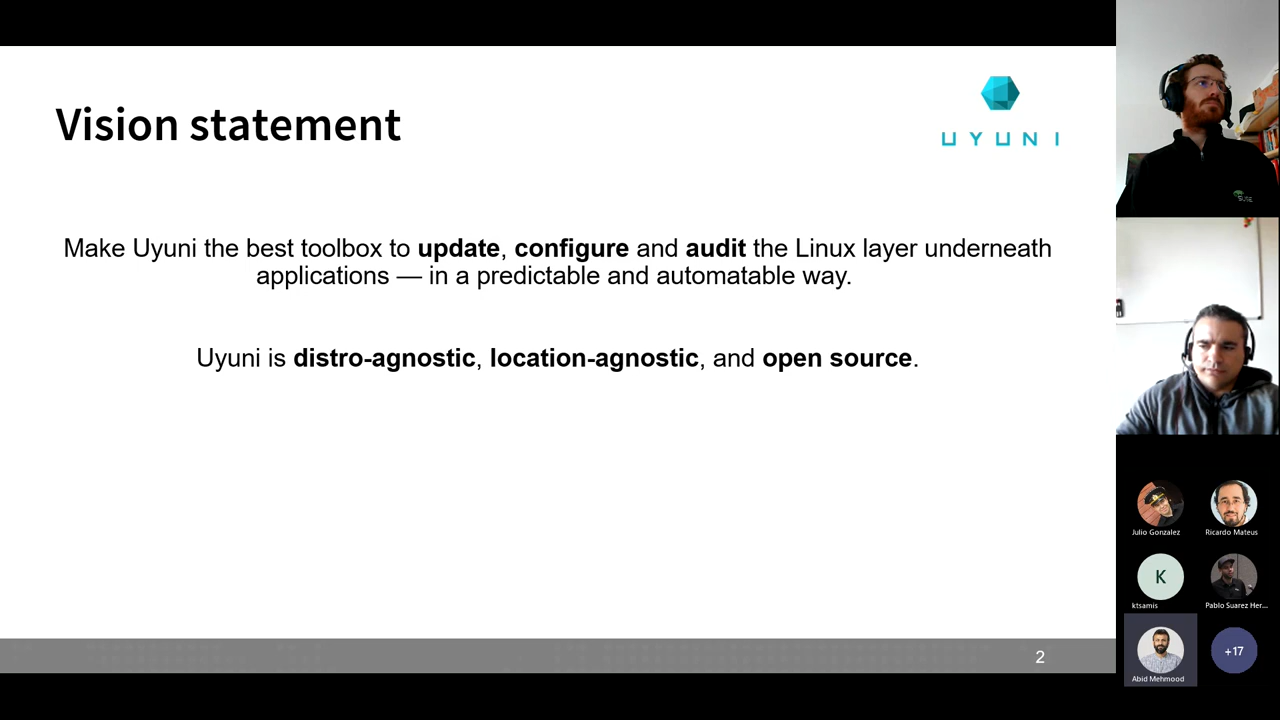 Vision statement
UYUNI
Make Uyuni the best toolbox to update, configure and audit the Linux layer underneath
applications — in a predictable and automatable way.
Uyuni is distro-agnostic, location-agnostic, and open source.
2
SUSE
Julio Gonzalez
Ricardo Mateus
K
ktsamis
Pablo Suarez Her...
Abid Mehmood
+17